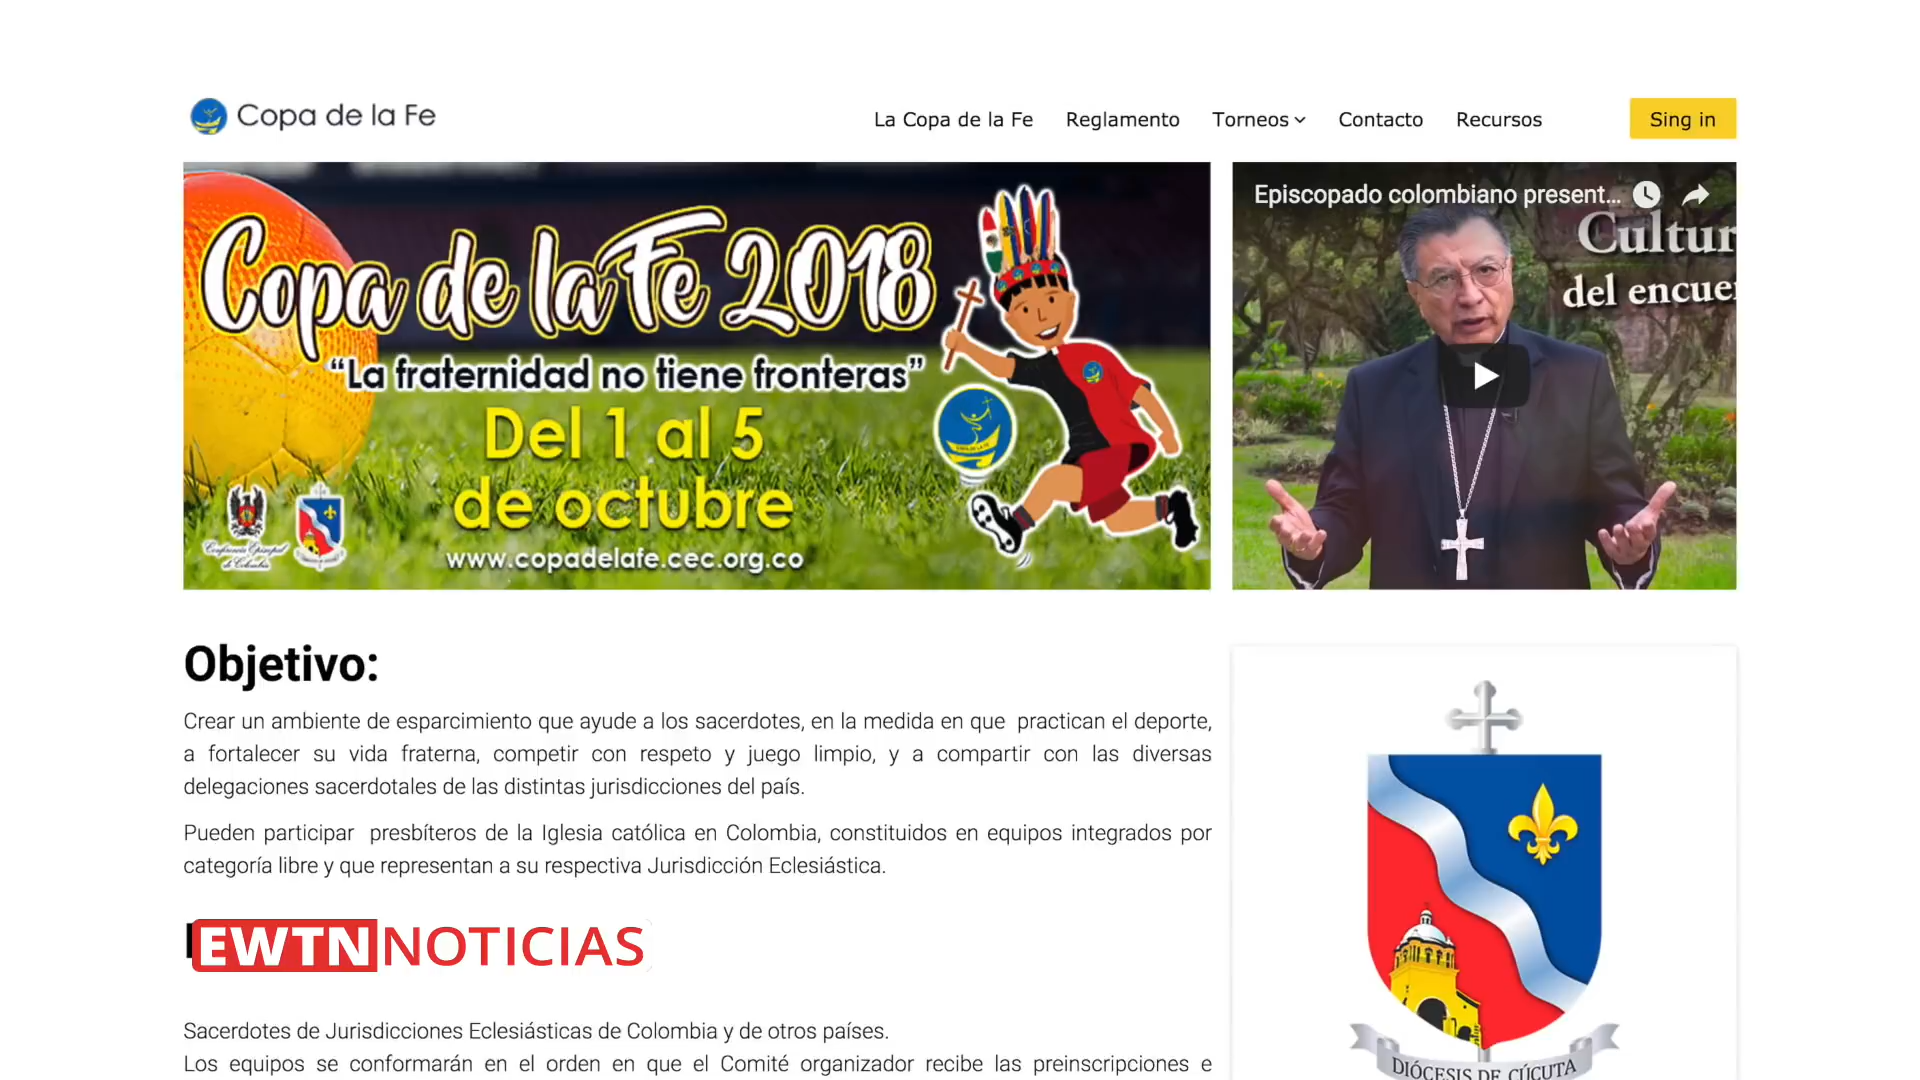 Copa de la Fe
La Copa de la Fe
Reglamento
Torneos
Contacto
Recursos
Sing in
Copa de la Fe 2018
“La fraternidad no tiene fronteras”
Del 1 al 5
de octubre
www.copadelafe.cec.org.co
Conferencia Episcopal
de Colombia
Episcopado colombiano present...
Cultur
del encue
Objetivo:
Crear un ambiente de esparcimiento que ayude a los sacerdotes, en la medida en que practican el deporte,
a fortalecer su vida fraterna, competir con respeto y juego limpio, y a compartir con las diversas
delegaciones sacerdotales de las distintas jurisdicciones del país.
Pueden participar presbíteros de la Iglesia católica en Colombia, constituidos en equipos integrados por
categoría libre y que representan a su respectiva Jurisdicción Eclesiástica.
EWTN NOTICIAS
Sacerdotes de Jurisdicciones Eclesiásticas de Colombia y de otros países.
Los equipos se conformarán en el orden en que el Comité organizador recibe las preinscripciones e
DIÓCESIS DE CÚCUTA